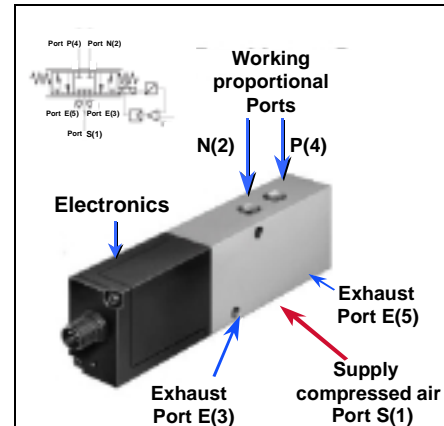 Port P(4) Port N(2)
Port E(5) Port E(3)
Port S(1)
Working
proportional
Ports
N(2) P(4)
Electronics
Exhaust
Port E(5)
Exhaust
Port E(3)
Supply
compressed air
Port S(1)